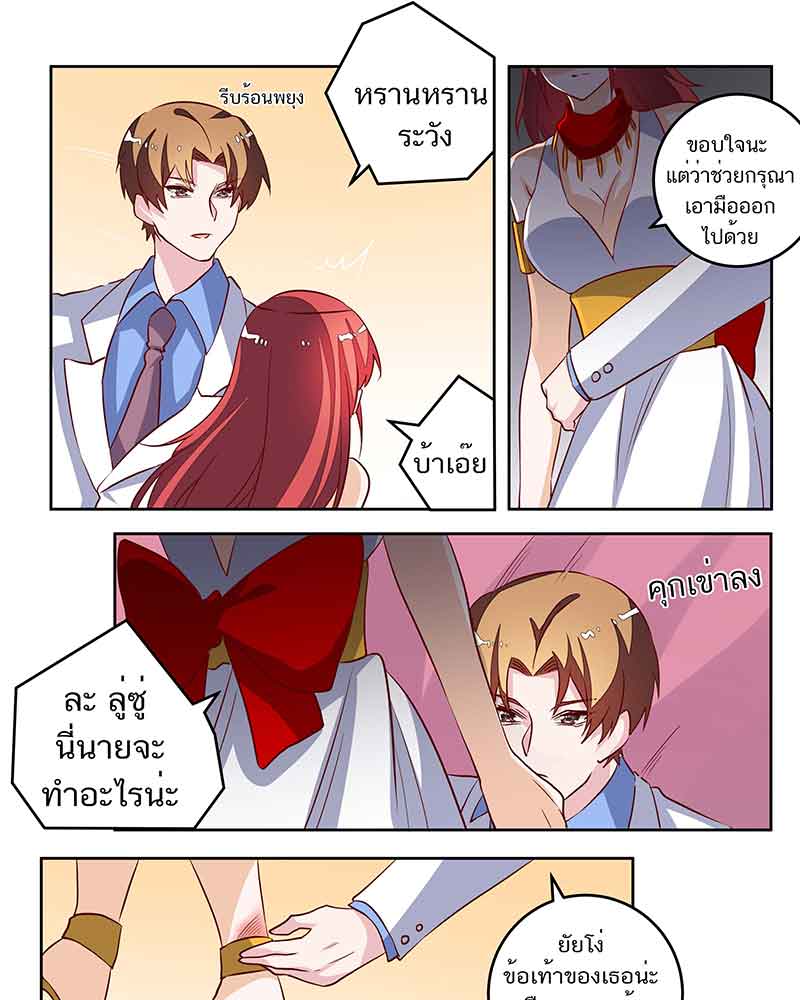 รีบร้อนพยุง
หรานหราน
ระวัง
บ้าเอ๊ย
ขอบใจนะ
แต่ว่าช่วยกรุณา
เอามือออก
ไปด้วย
คุกเข่าลง
ละ ลู่ซู่
นี่นายจะ
ทำอะไรน่ะ
ยัยโง่
ข้อเท้าของเธอน่ะ